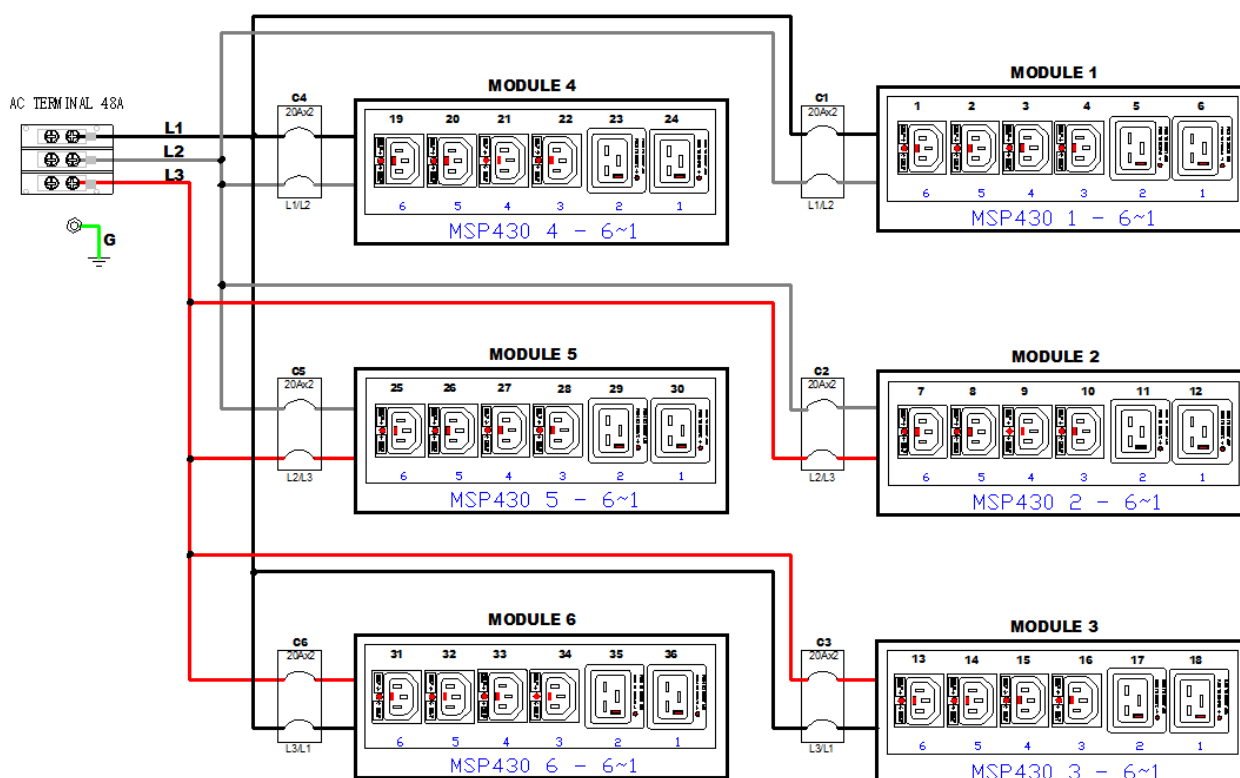 AC TERMINAL 48A
L1
L2
L3
G
C4
20Ax2
L1/L2
MODULE 4
19 20 21 22 23 24
6 5 4 3 2 1
MSP430 4 - 6~1
C1
20Ax2
L1/L2
MODULE 1
1 2 3 4 5 6
6 5 4 3 2 1
MSP430 1 - 6~1
C5
20Ax2
L2/L3
MODULE 5
25 26 27 28 29 30
6 5 4 3 2 1
MSP430 5 - 6~1
C2
20Ax2
L2/L3
MODULE 2
7 8 9 10 11 12
6 5 4 3 2 1
MSP430 2 - 6~1
C6
20Ax2
L3/L1
MODULE 6
31 32 33 34 35 36
6 5 4 3 2 1
MSP430 6 - 6~1
C3
20Ax2
L3/L1
MODULE 3
13 14 15 16 17 18
6 5 4 3 2 1
MSP430 3 - 6~1